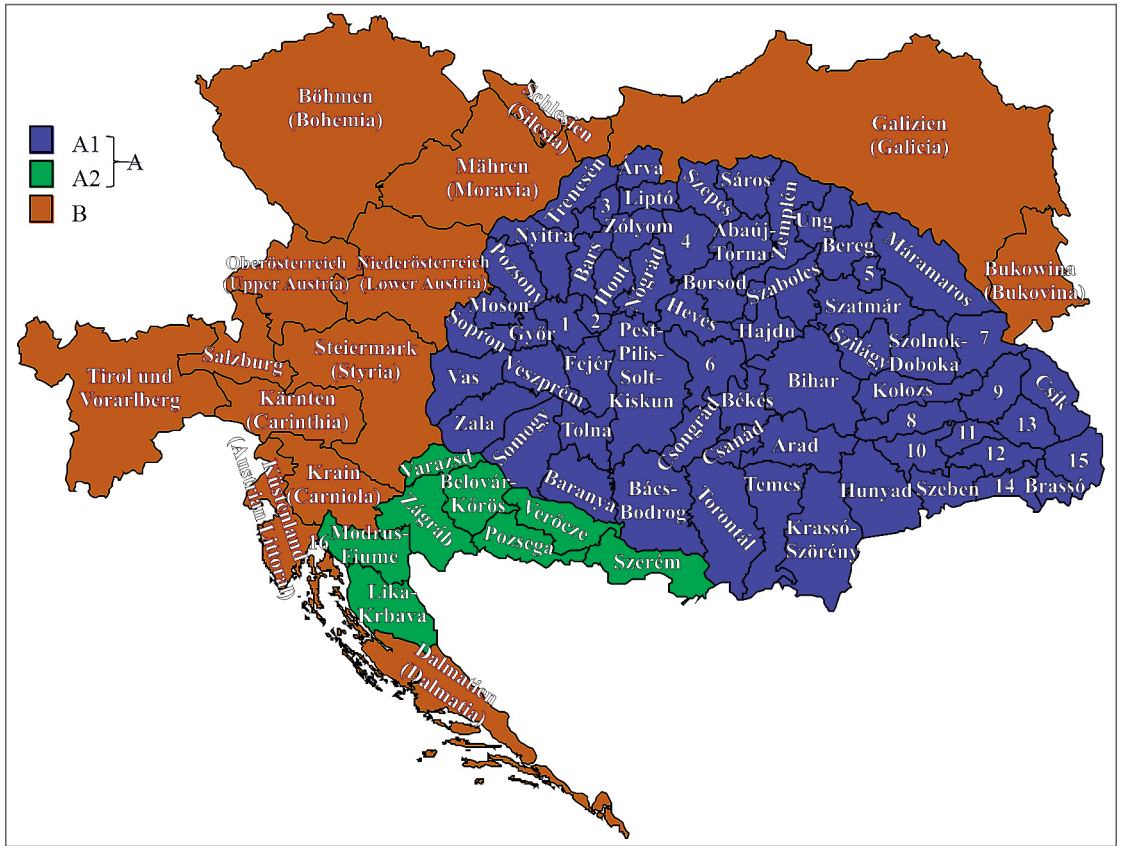 A1
A2
A
B
Böhmen
(Bohemia)
Schlesien
(Silesia)
Mähren
(Moravia)
Galizien
(Galicia)
Bukowina
(Bukovina)
Oberösterreich
(Upper Austria)
Niederösterreich
(Lower Austria)
Salzburg
Steiermark
(Styria)
Tirol und
Vorarlberg
Kärnten
(Carinthia)
Krain
(Carniola)
Küstenland
(Austrian Littoral)
Dalmatien
(Dalmatia)
Árva
Trencsén
3
Liptó
Szepes
Sáros
Zemplén
Ung
Nyitra
Zólyom
4
Abaúj-
Torna
Bereg
Máramaros
Pozsony
Bars
Hont
Nógrád
Borsod
Szabolcs
5
Moson
Sopron
Győr
1
2
Pest-
Pilis-
Solt-
Kiskun
Heves
Hajdu
Szatmár
Szilágy
Szolnok-
Doboka
7
Vas
Veszprém
Fejér
6
Bihar
Kolozs
9
Csík
Zala
Somogy
Tolna
Csongrád
Békés
Csanád
Arad
8
10
11
12
13
15
Baranya
Bács-
Bodrog
Torontál
Temes
Hunyad
Szeben
14
Brassó
Krassó-
Szörény
Varazsd
Belovár-
Körös
Zágráb
Verőcze
Pozsega
Szerém
16
Modrus-
Fiume
Lika-
Krbava